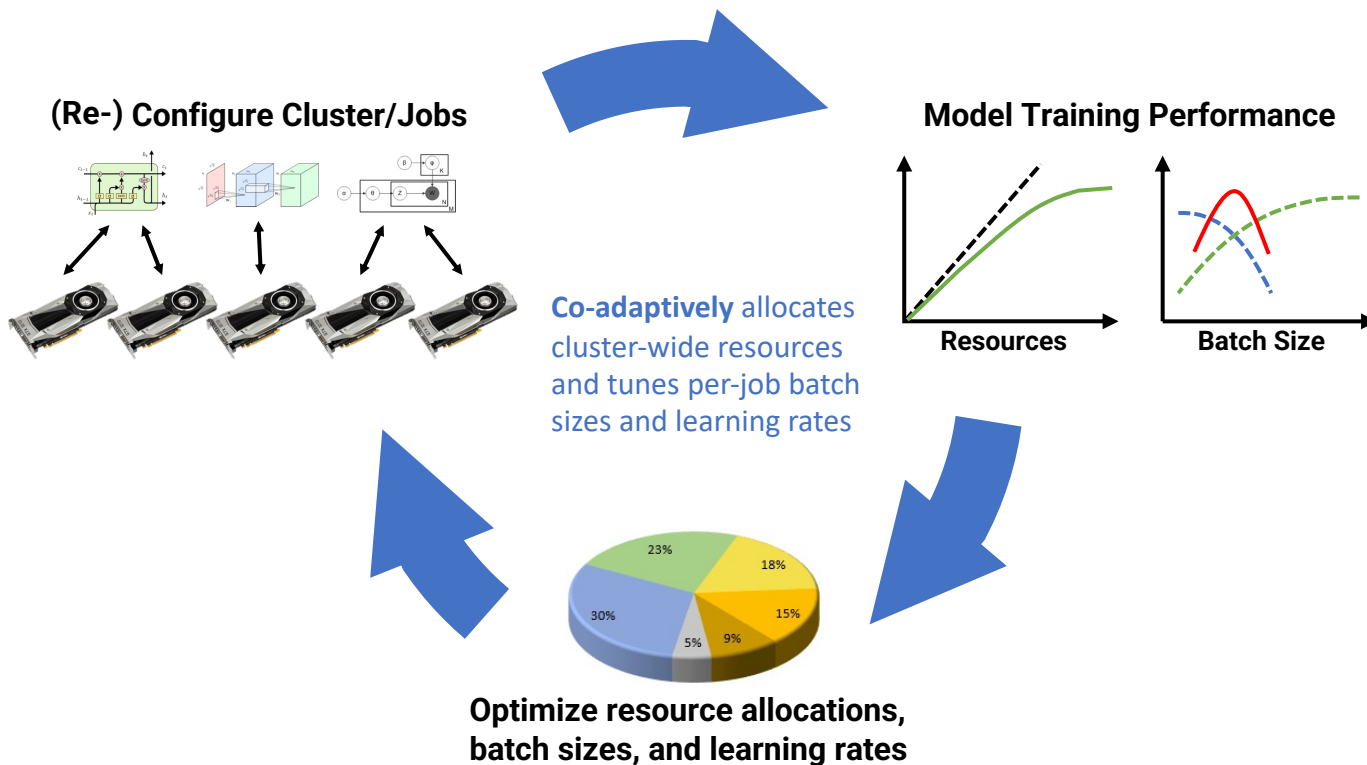 (Re-) Configure Cluster/Jobs
Model Training Performance
β
φ
K
α
θ
Z
W
N
M
Resources
Batch Size
Co-adaptively allocates
cluster-wide resources
and tunes per-job batch
sizes and learning rates
23%
18%
30%
15%
5%
9%
Optimize resource allocations,
batch sizes, and learning rates